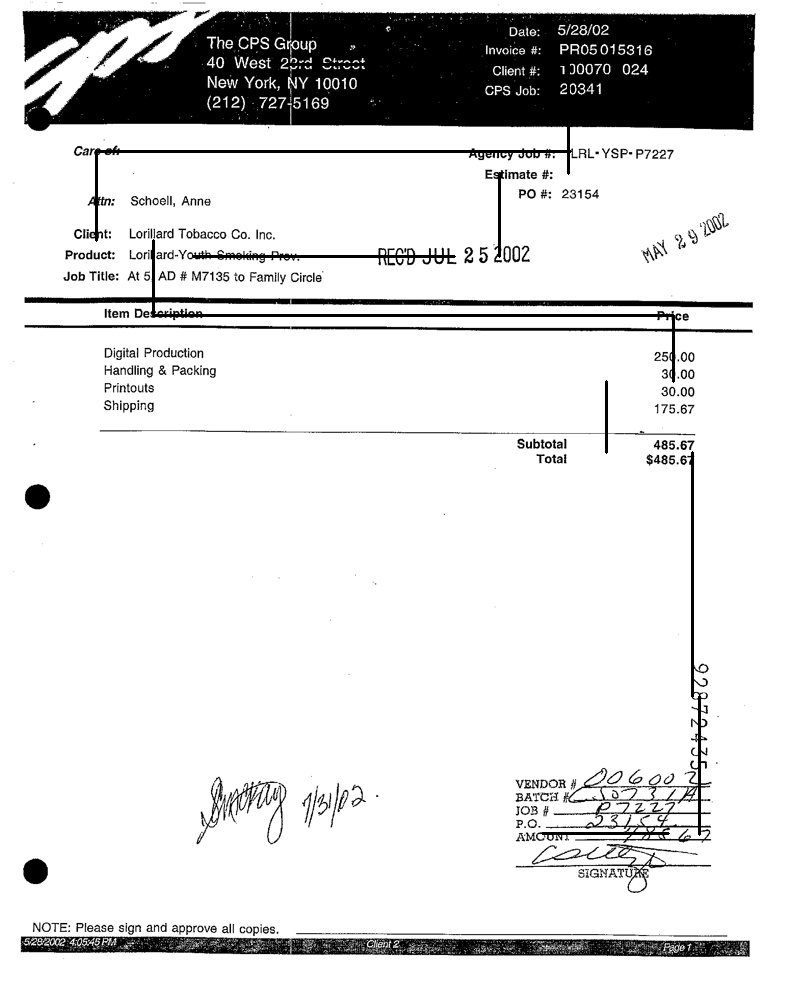 cps
The CPS Group
40 West 23rd Street
New York, NY 10010
(212) 727-5169
Date: 5/28/02
Invoice #: PR05015316
Client #: 100070 024
CPS Job: 20341
Care of:
Agency Job #: LRL-YSP-P7227
Estimate #:
PO #: 23154
Attn: Schoell, Anne
Client: Lorillard Tobacco Co. Inc.
Product: Lorillard-Youth Smoking Prev.
REC'D JUL 25 2002
MAY 29 2002
Job Title: At 5, AD # M7135 to Family Circle
Item Description Price
Digital Production 250.00
Handling & Packing 30.00
Printouts 30.00
Shipping 175.67
Subtotal 485.67
Total $485.67
92872435
7/31/02
VENDOR # 006002
BATCH #
JOB # P7227
P.O. 23154
AMOUNT 485 67
SIGNATURE
NOTE: Please sign and approve all copies.
5/28/2002 4:05:45 PM Client 2 Page 1